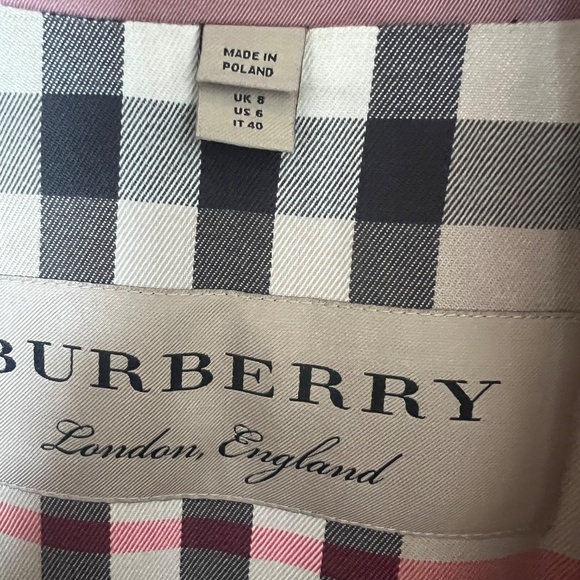 MADE IN
POLAND
UK 8
US 6
IT 40
BURBERRY
London, England